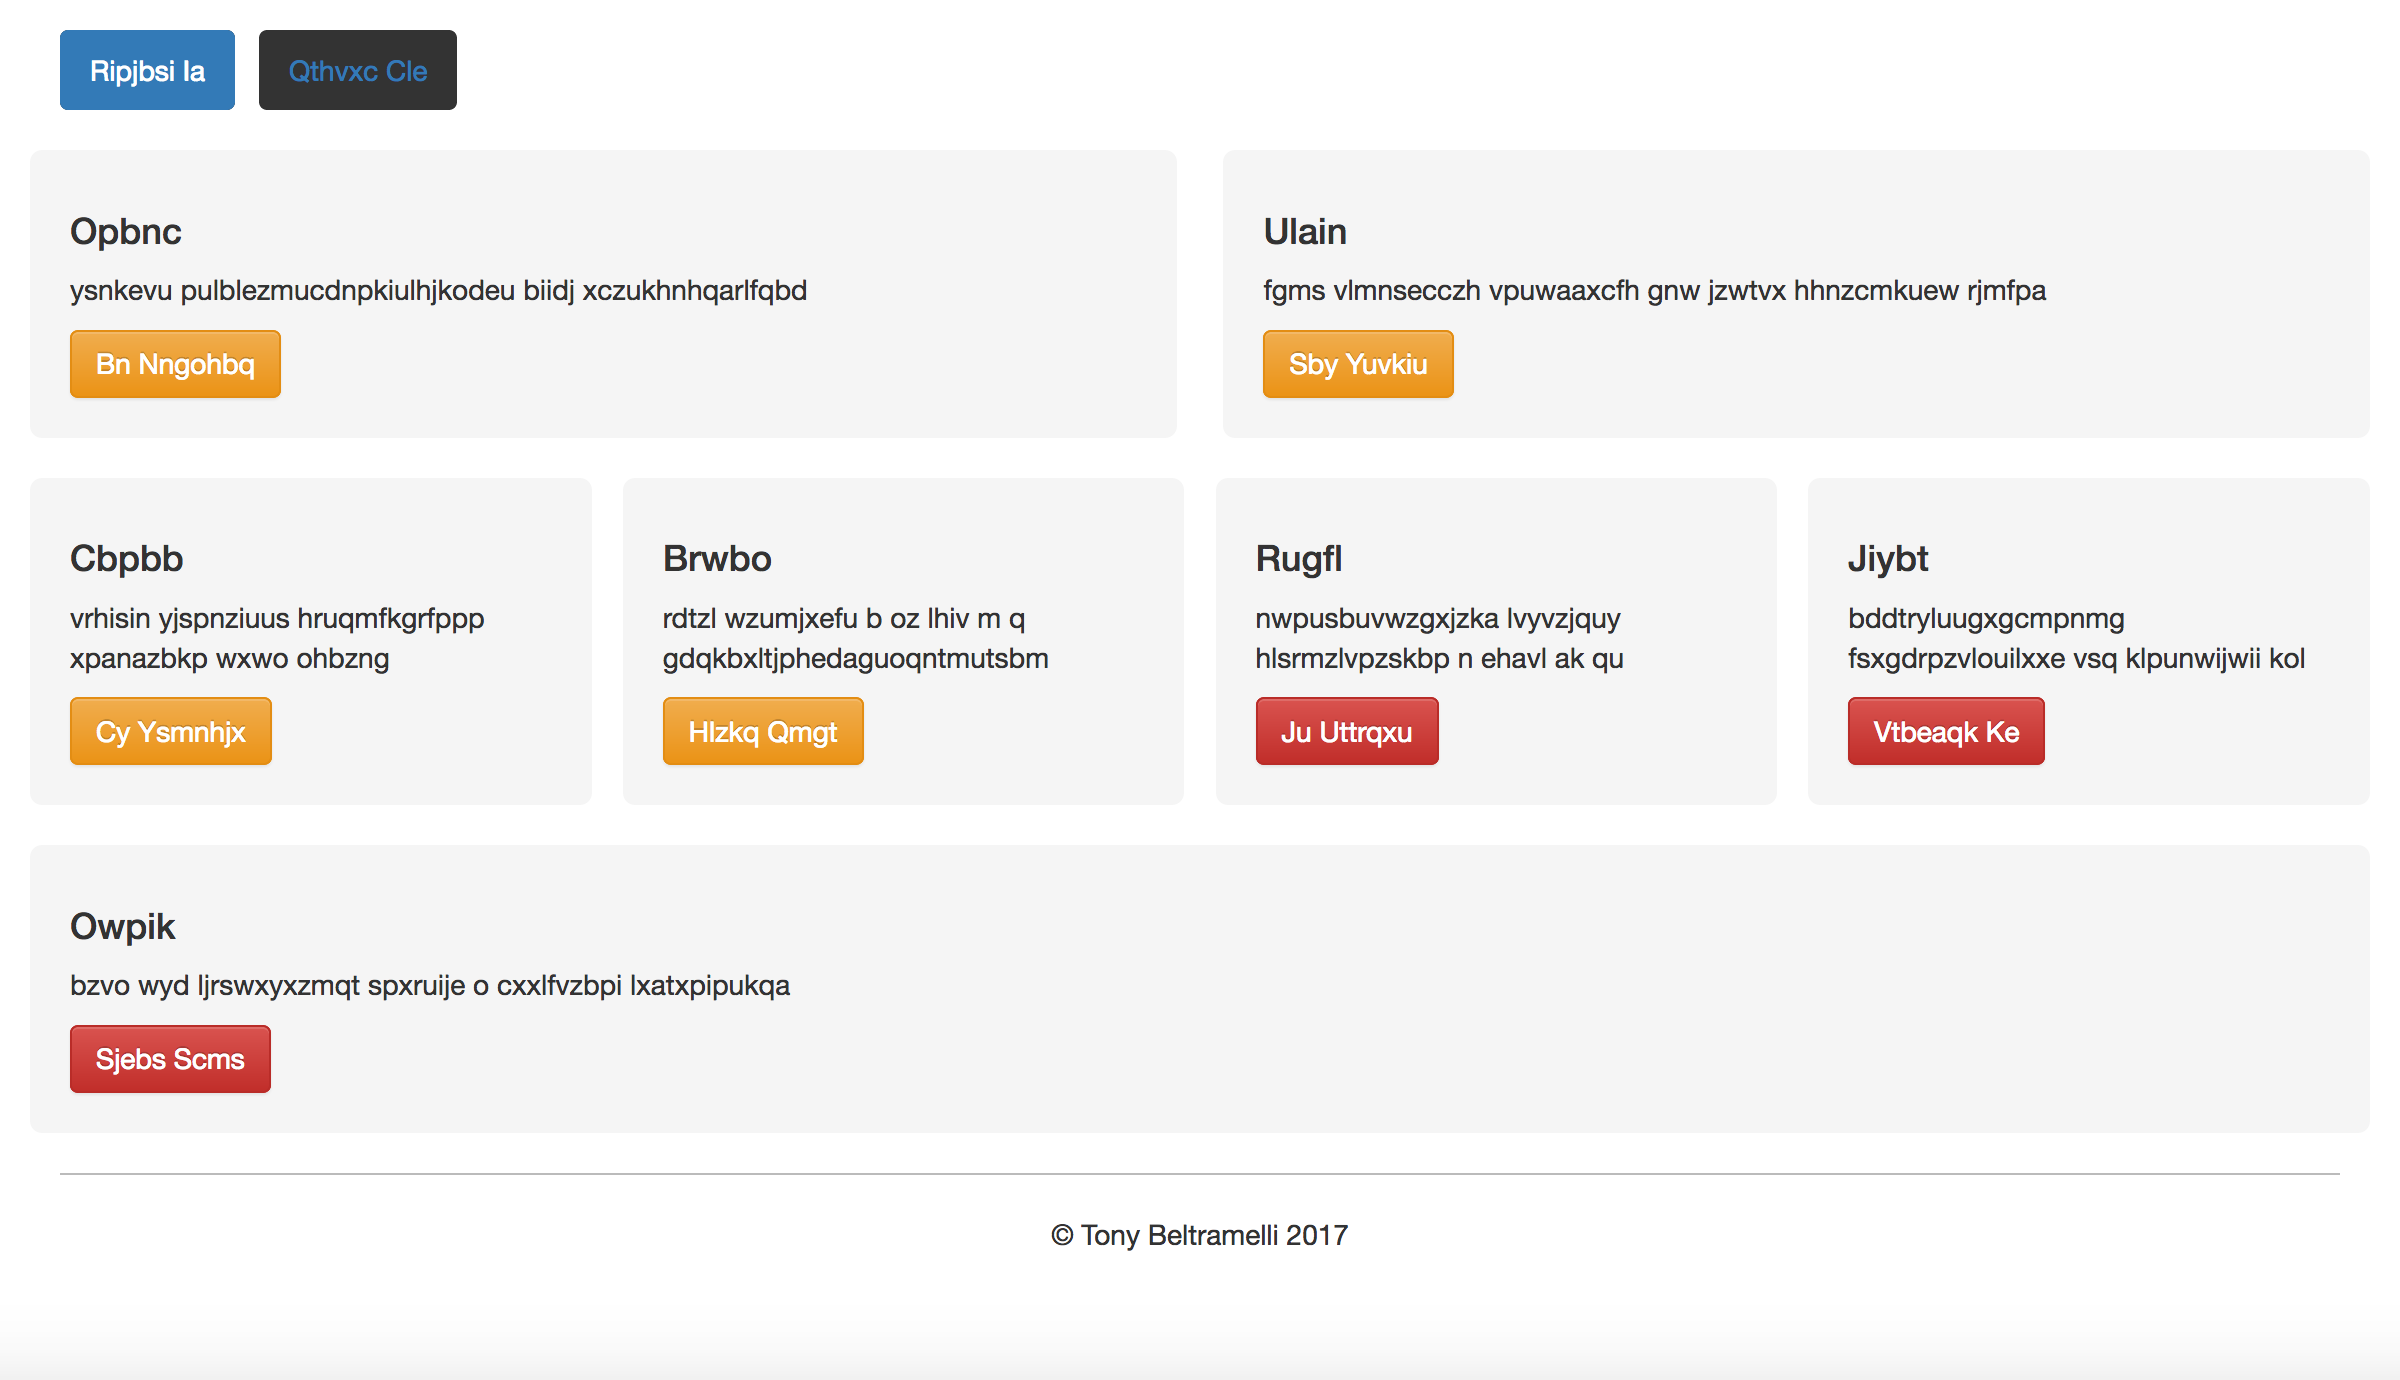 Ripjbsi Ia
Qthvxc Cle
Opbnc
ysnkevu pulblezmucdnpkiulhjkodeu biidj xczukhnhqarlfqbd
Bn Nngohbq
Ulain
fgms vlmnsecczh vpuwaaxcfh gnw jzwtvx hhnzcmkuew rjmfpa
Sby Yuvkiu
Cbpbb
vrhisin yjspnziuus hruqmfkgrfppp
xpanazbkp wxwo ohbzng
Cy Ysmnhjx
Brwbo
rdtzl wzumjxefu b oz lhiv m q
gdqkbxltjphedaguoqntmutsbm
Hlzkq Qmgt
Rugfl
nwpusbuvwzgxjzka lvyvzjquy
hlsrmzlvpzskbp n ehavl ak qu
Ju Uttrqxu
Jiybt
bddtryluugxgcmpnmg
fsxgdrpzvlouilxxe vsq klpunwijwii kol
Vtbeaqk Ke
Owpik
bzvo wyd ljrswxyxzmqt spxruije o cxxlfvzbpi lxatxpipukqa
Sjebs Scms
© Tony Beltramelli 2017